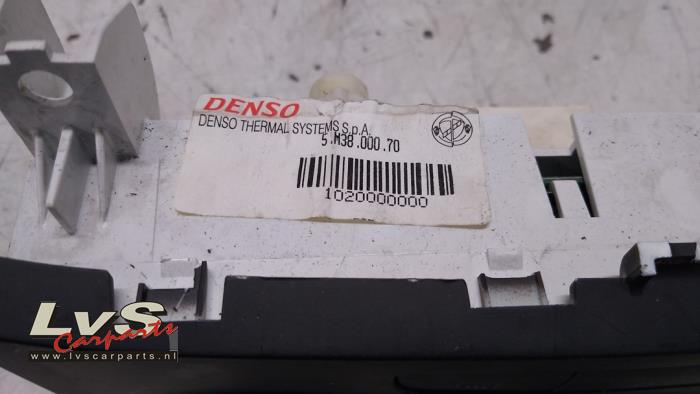 DENSO
DENSO THERMAL SYSTEMS S.p.A.
5.M38.000.70
1020000000
LvS
Carparts
www.lvscarparts.nl